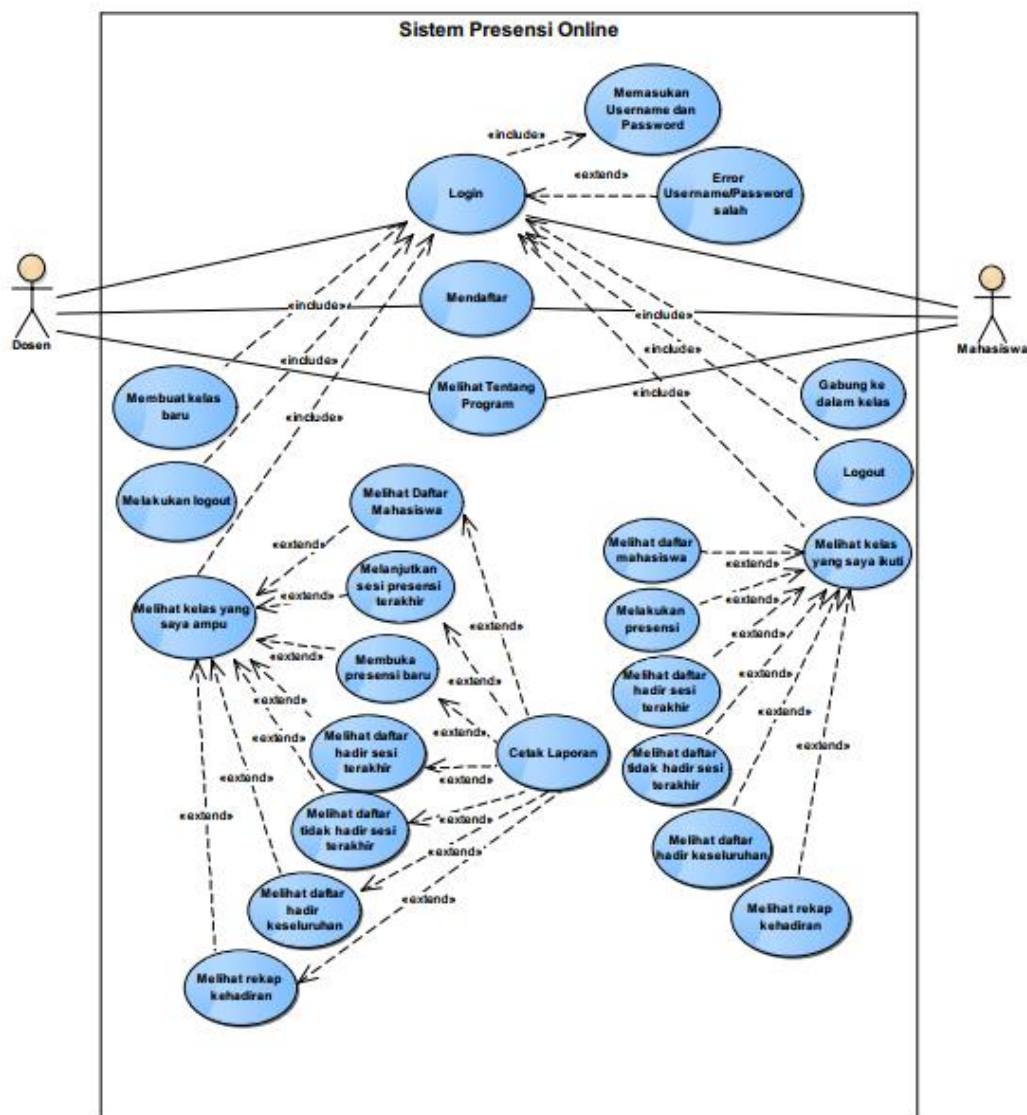 Sistem Presensi Online
Memasukan
Username dan
Password
«include»
Error
Username/Password
salah
«extend»
Login
Dosen
Mahasiswa
Mendaftar
«include»
«include»
Melihat Tentang
Program
Membuat kelas
baru
«include»
«include»
«include»
«include»
Gabung ke
dalam kelas
Melakukan logout
Logout
Melihat Daftar
Mahasiswa
«extend»
Melihat daftar
mahasiswa
«extend»
Melihat kelas
yang saya ikuti
Melihat kelas yang
saya ampu
Melanjutkan
sesi presensi
terakhir
«extend»
«extend»
Melakukan
presensi
«extend»
Membuka
presensi baru
«extend»
«extend»
«extend»
Melihat daftar
hadir sesi
terakhir
«extend»
«extend»
«extend»
Melihat daftar
hadir sesi
terakhir
«extend»
«extend»
Cetak Laporan
Melihat daftar
tidak hadir sesi
terakhir
«extend»
«extend»
«extend»
Melihat daftar
tidak hadir sesi
terakhir
«extend»
«extend»
«extend»
Melihat daftar
hadir keseluruhan
Melihat daftar
hadir
keseluruhan
«extend»
Melihat rekap
kehadiran
Melihat rekap
kehadiran